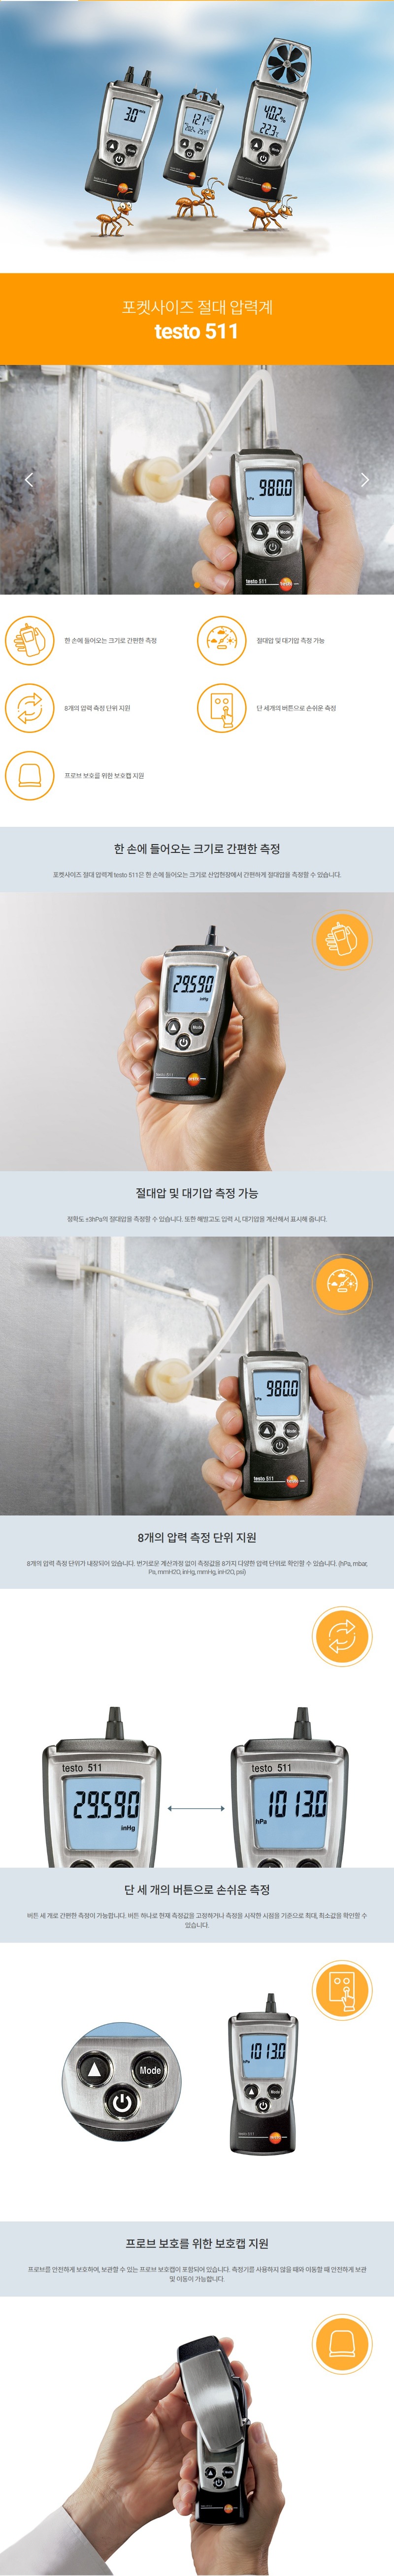 3.0 m/s
12.1
40.2 %
22.3
포켓사이즈 절대 압력계
testo 511
hPa 980.0
Mode
testo 511
testo
한 손에 들어오는 크기로 간편한 측정
절대압 및 대기압 측정 가능
8개의 압력 측정 단위 지원
단 세개의 버튼으로 손쉬운 측정
프로브 보호를 위한 보호캡 지원
한 손에 들어오는 크기로 간편한 측정
포켓사이즈 절대 압력계 testo 511은 한 손에 들어오는 크기로 산업현장에서 간편하게 절대압을 측정할 수 있습니다.
29.590
inHg
Mode
testo 511
testo
절대압 및 대기압 측정 가능
정확도 ±3hPa의 절대압을 측정할 수 있습니다. 또한 해발고도 입력 시, 대기압을 계산해서 표시해 줍니다.
hPa 980.0
Mode
testo 511
testo
8개의 압력 측정 단위 지원
8개의 압력 측정 단위가 내장되어 있습니다. 번거로운 계산과정 없이 측정값을 8가지 다양한 압력 단위로 확인할 수 있습니다. (hPa, mbar,
Pa, mmH2O, inHg, mmHg, inH2O, psi)
testo 511
29.590
inHg
testo 511
1013.0
hPa
단 세 개의 버튼으로 손쉬운 측정
버튼 세 개로 간편한 측정이 가능합니다. 버튼 하나로 현재 측정값을 고정하거나 측정을 시작한 시점을 기준으로 최대, 최소값을 확인할 수
있습니다.
Mode
1013.0
hPa
Mode
testo 511
testo
프로브 보호를 위한 보호캡 지원
프로브를 안전하게 보호하여, 보관할 수 있는 프로브 보호캡이 포함되어 있습니다. 측정기를 사용하지 않을 때와 이동할 때 안전하게 보관
및 이동이 가능합니다.
Mode